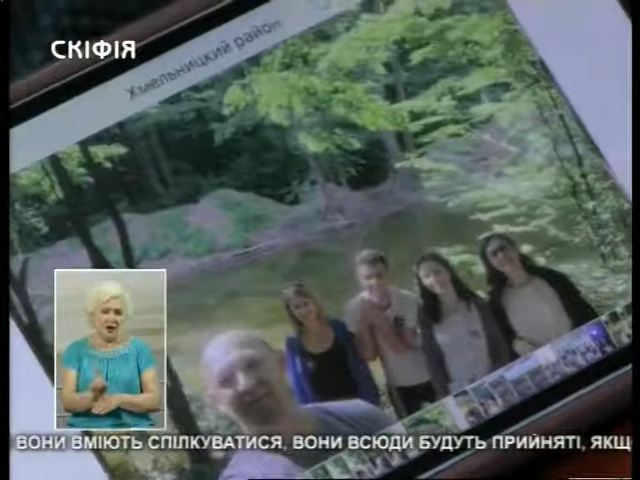 СКІФІЯ
Хмельницкий район
ВОНИ ВМІЮТЬ СПІЛКУВАТИСЯ, ВОНИ ВСЮДИ БУДУТЬ ПРИЙНЯТІ, ЯКЩ